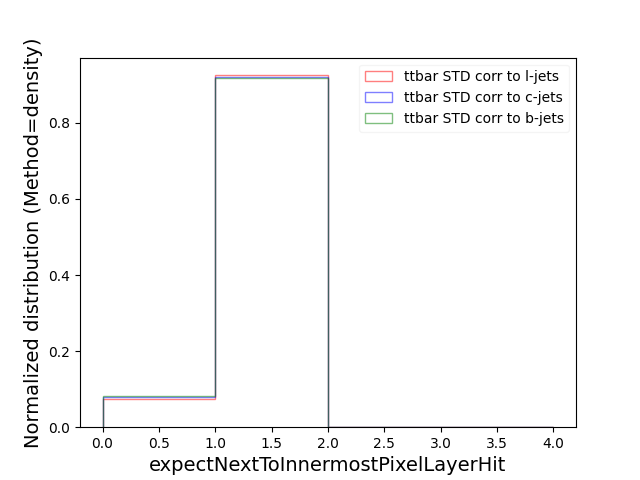 Normalized distribution (Method=density)
ttbar STD corr to l-jets
ttbar STD corr to c-jets
ttbar STD corr to b-jets
0.8
0.6
0.4
0.2
0.0
0.0 0.5 1.0 1.5 2.0 2.5 3.0 3.5 4.0
expectNextToInnermostPixelLayerHit